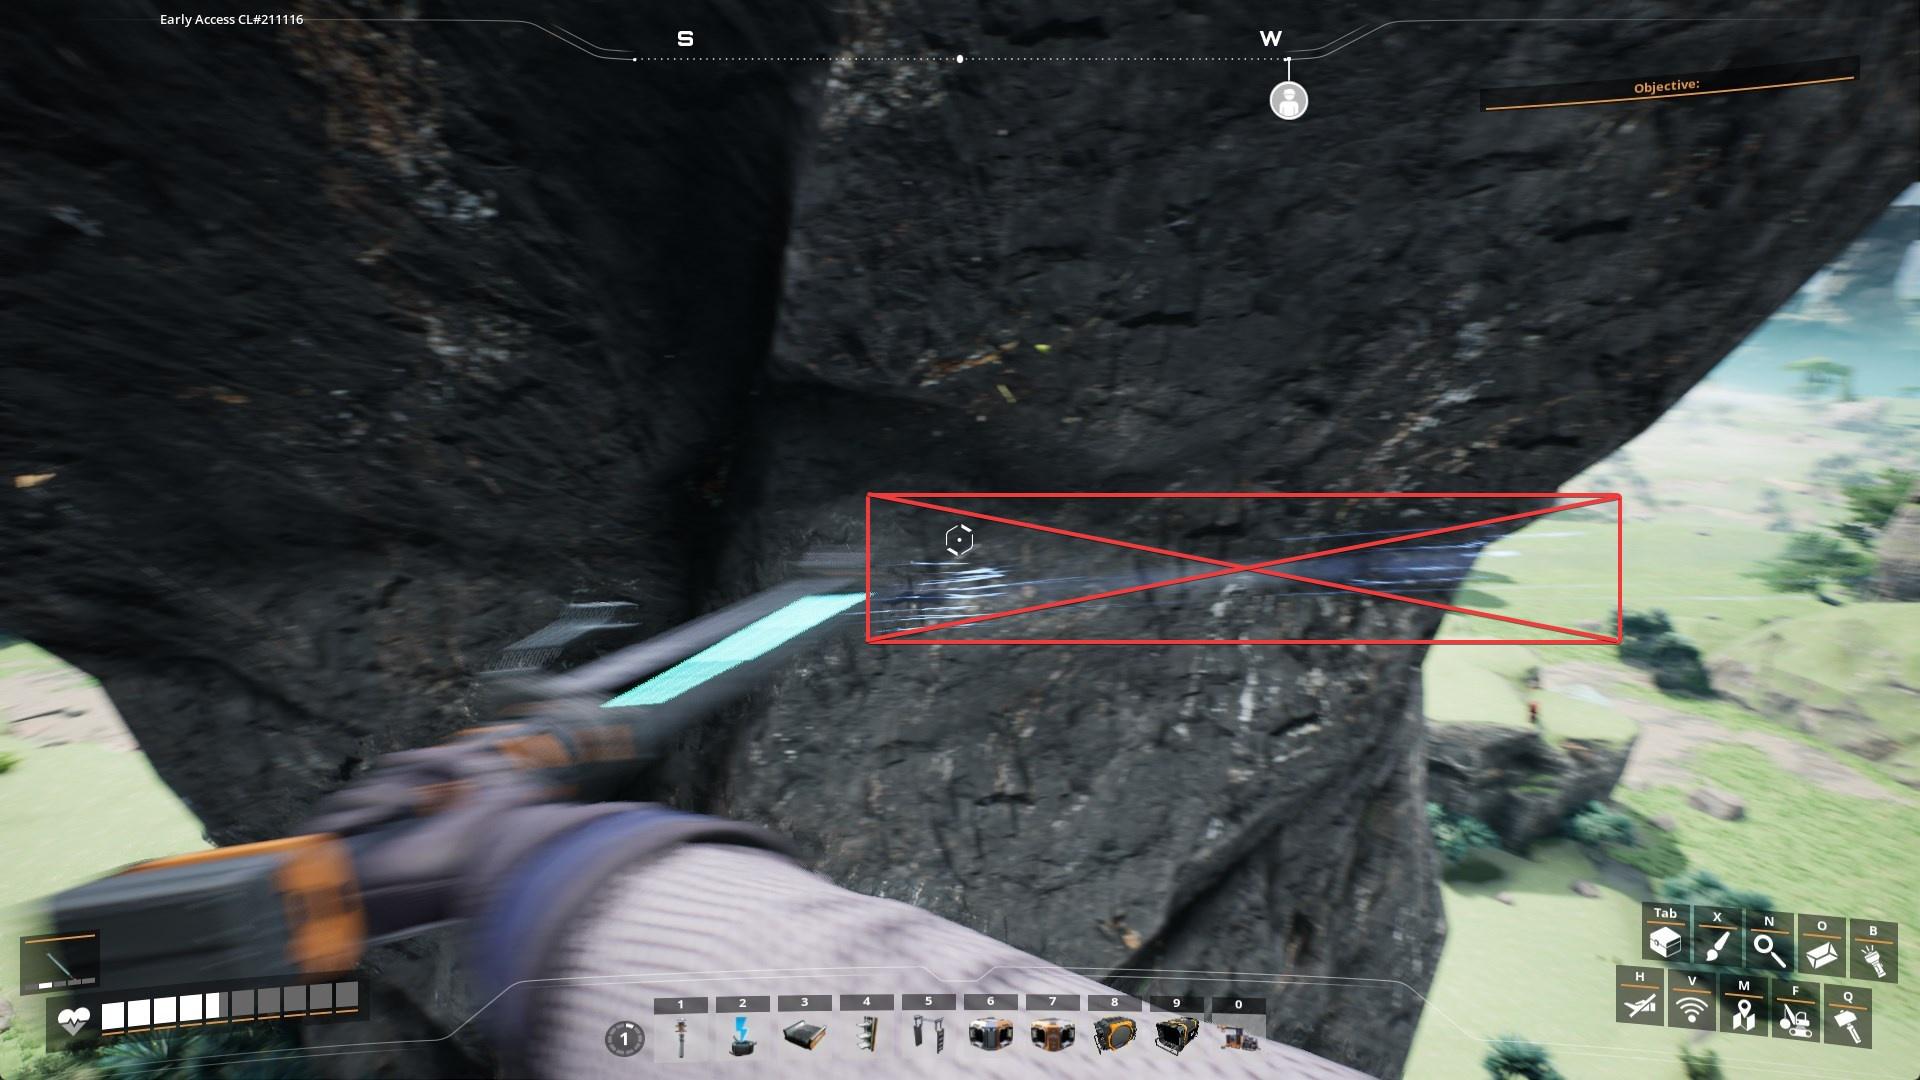 Early Access CL#211116
S
W
Objective:
Tab X N O B
H V M F Q
1 2 3 4 5 6 7 8 9 0
1